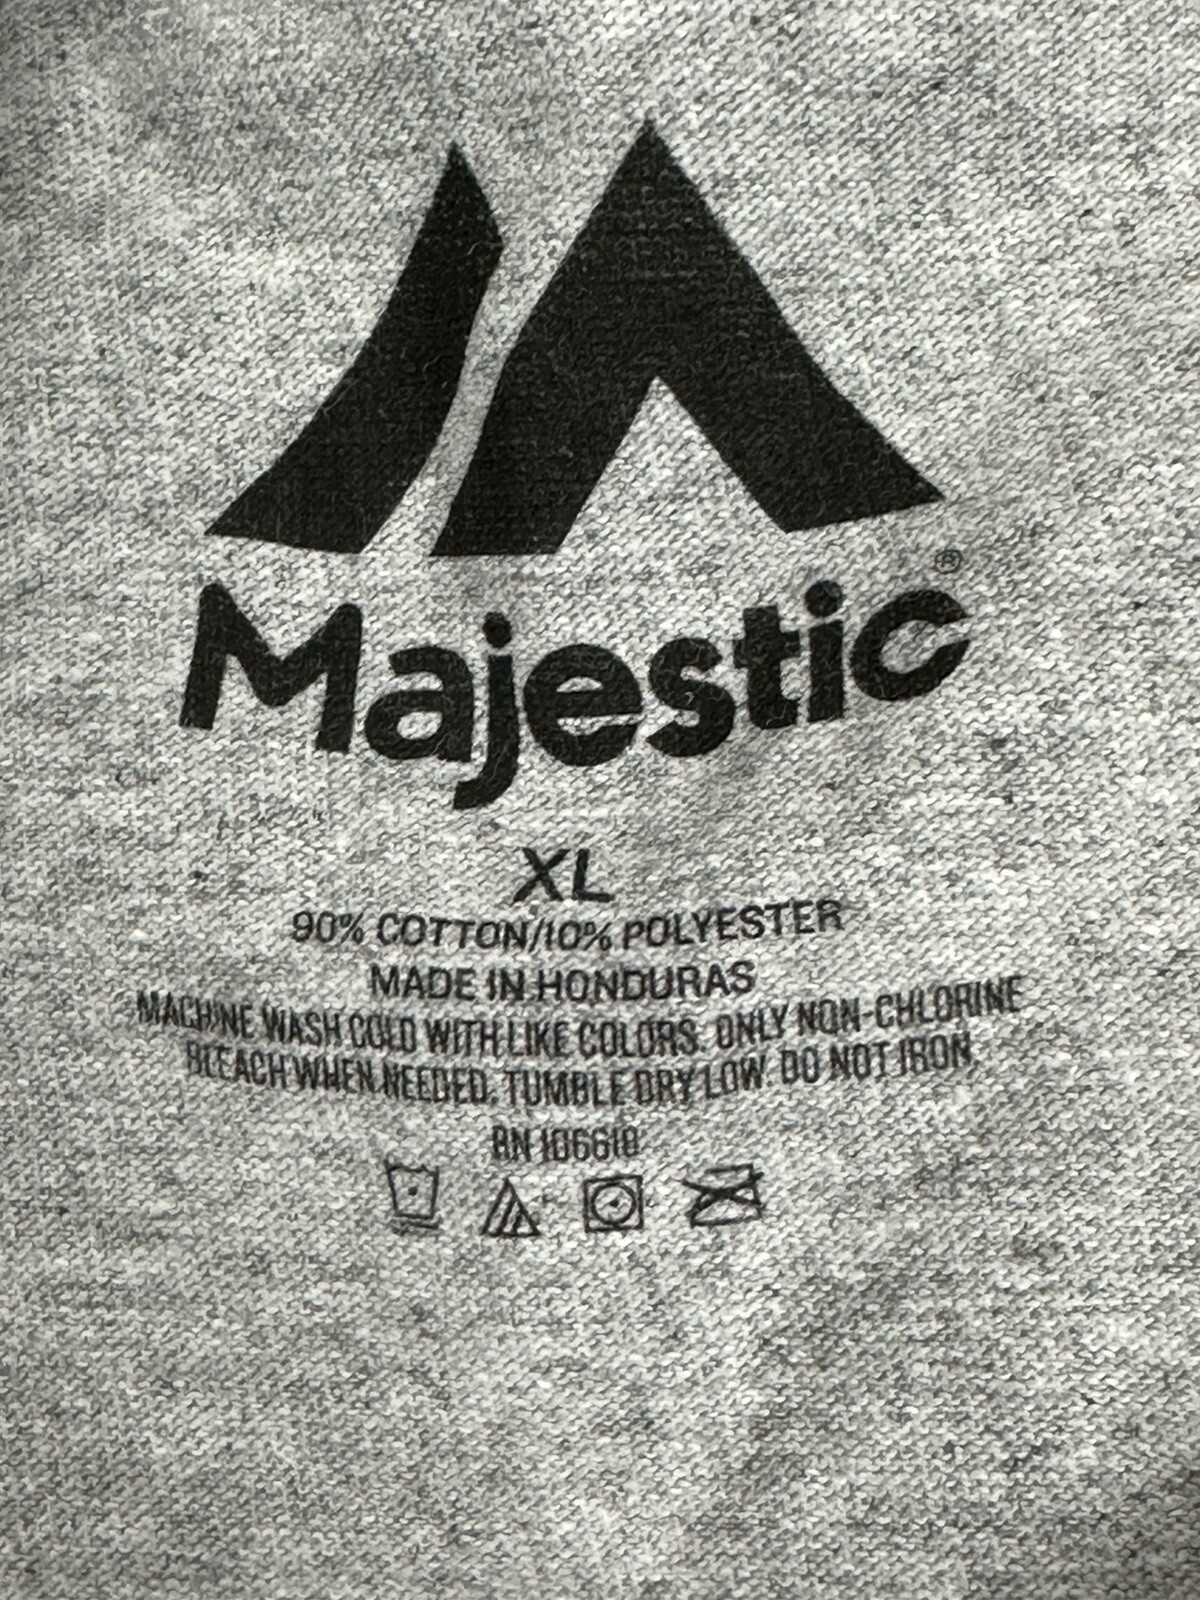 Majestic®
XL
90% COTTON/10% POLYESTER
MADE IN HONDURAS
MACHINE WASH COLD WITH LIKE COLORS. ONLY NON-CHLORINE
BLEACH WHEN NEEDED. TUMBLE DRY LOW. DO NOT IRON.
RN 106610